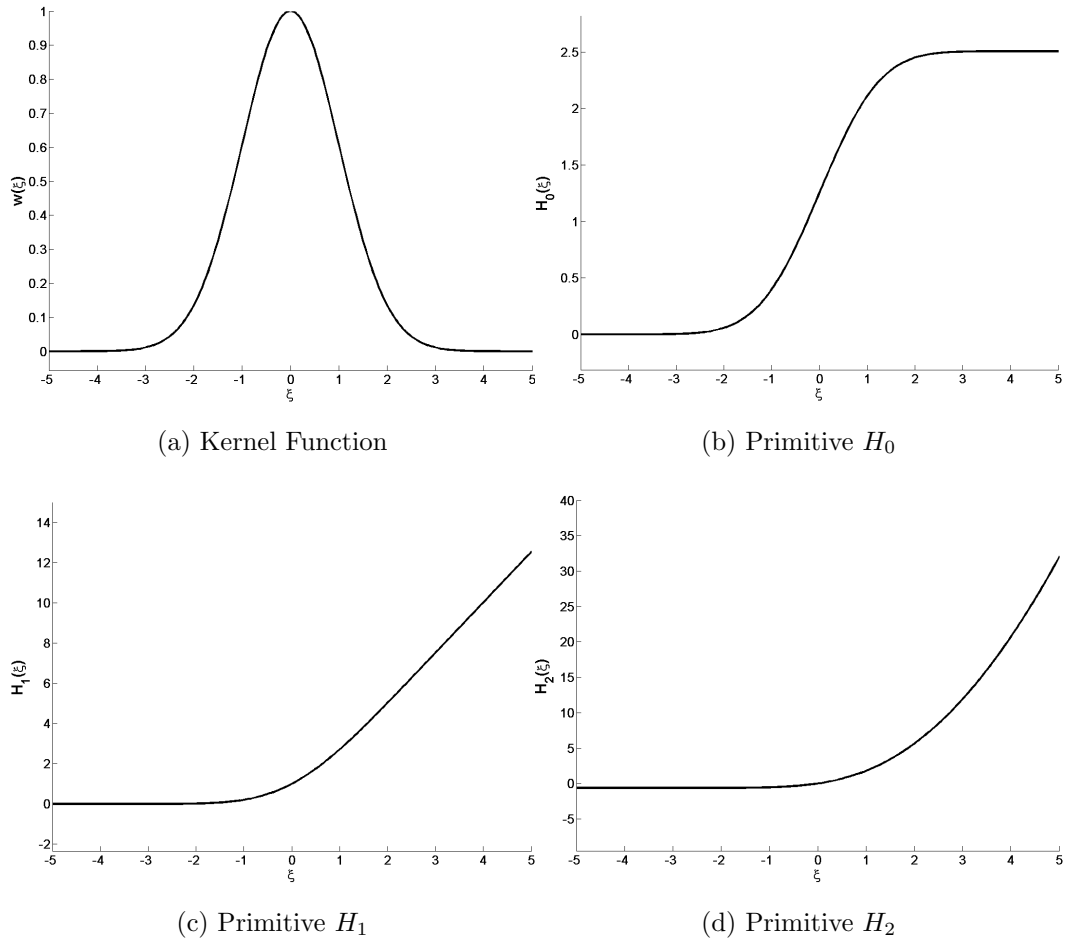 1
0.9
0.8
0.7
0.6
0.5
0.4
0.3
0.2
0.1
0
w(ξ)
-5 -4 -3 -2 -1 0 1 2 3 4 5
ξ
(a) Kernel Function
2.5
2
1.5
1
0.5
0
H0(ξ)
-5 -4 -3 -2 -1 0 1 2 3 4 5
ξ
(b) Primitive H0
14
12
10
8
6
4
2
0
-2
H1(ξ)
-5 -4 -3 -2 -1 0 1 2 3 4 5
ξ
(c) Primitive H1
40
35
30
25
20
15
10
5
0
-5
H2(ξ)
-5 -4 -3 -2 -1 0 1 2 3 4 5
ξ
(d) Primitive H2